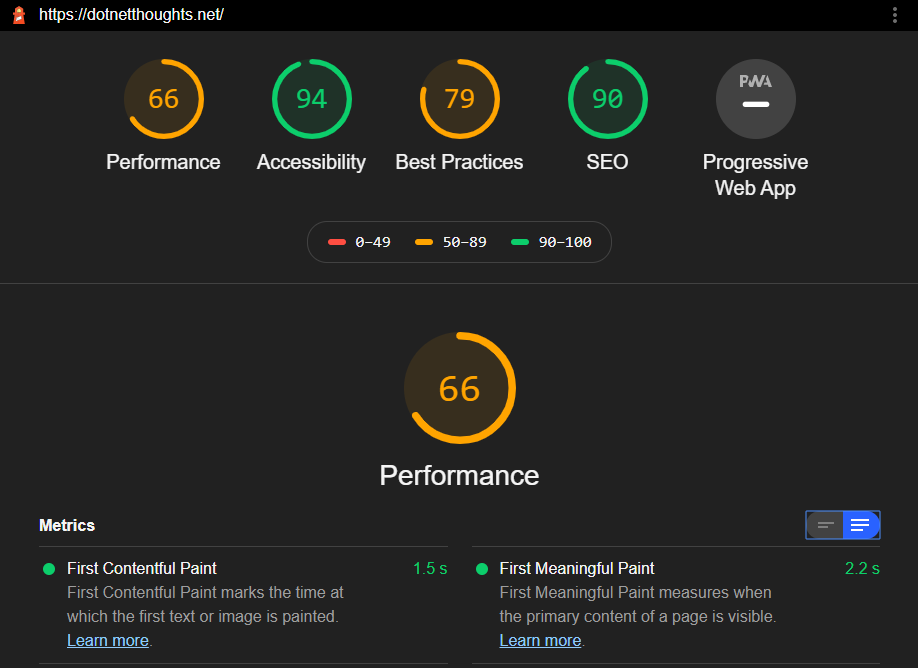 https://dotnetthoughts.net/
66
94
79
90
PWA
Performance
Accessibility
Best Practices
SEO
Progressive
Web App
0–49
50–89
90–100
66
Performance
Metrics
First Contentful Paint
1.5 s
First Contentful Paint marks the time at
which the first text or image is painted.
Learn more.
First Meaningful Paint
2.2 s
First Meaningful Paint measures when
the primary content of a page is visible.
Learn more.